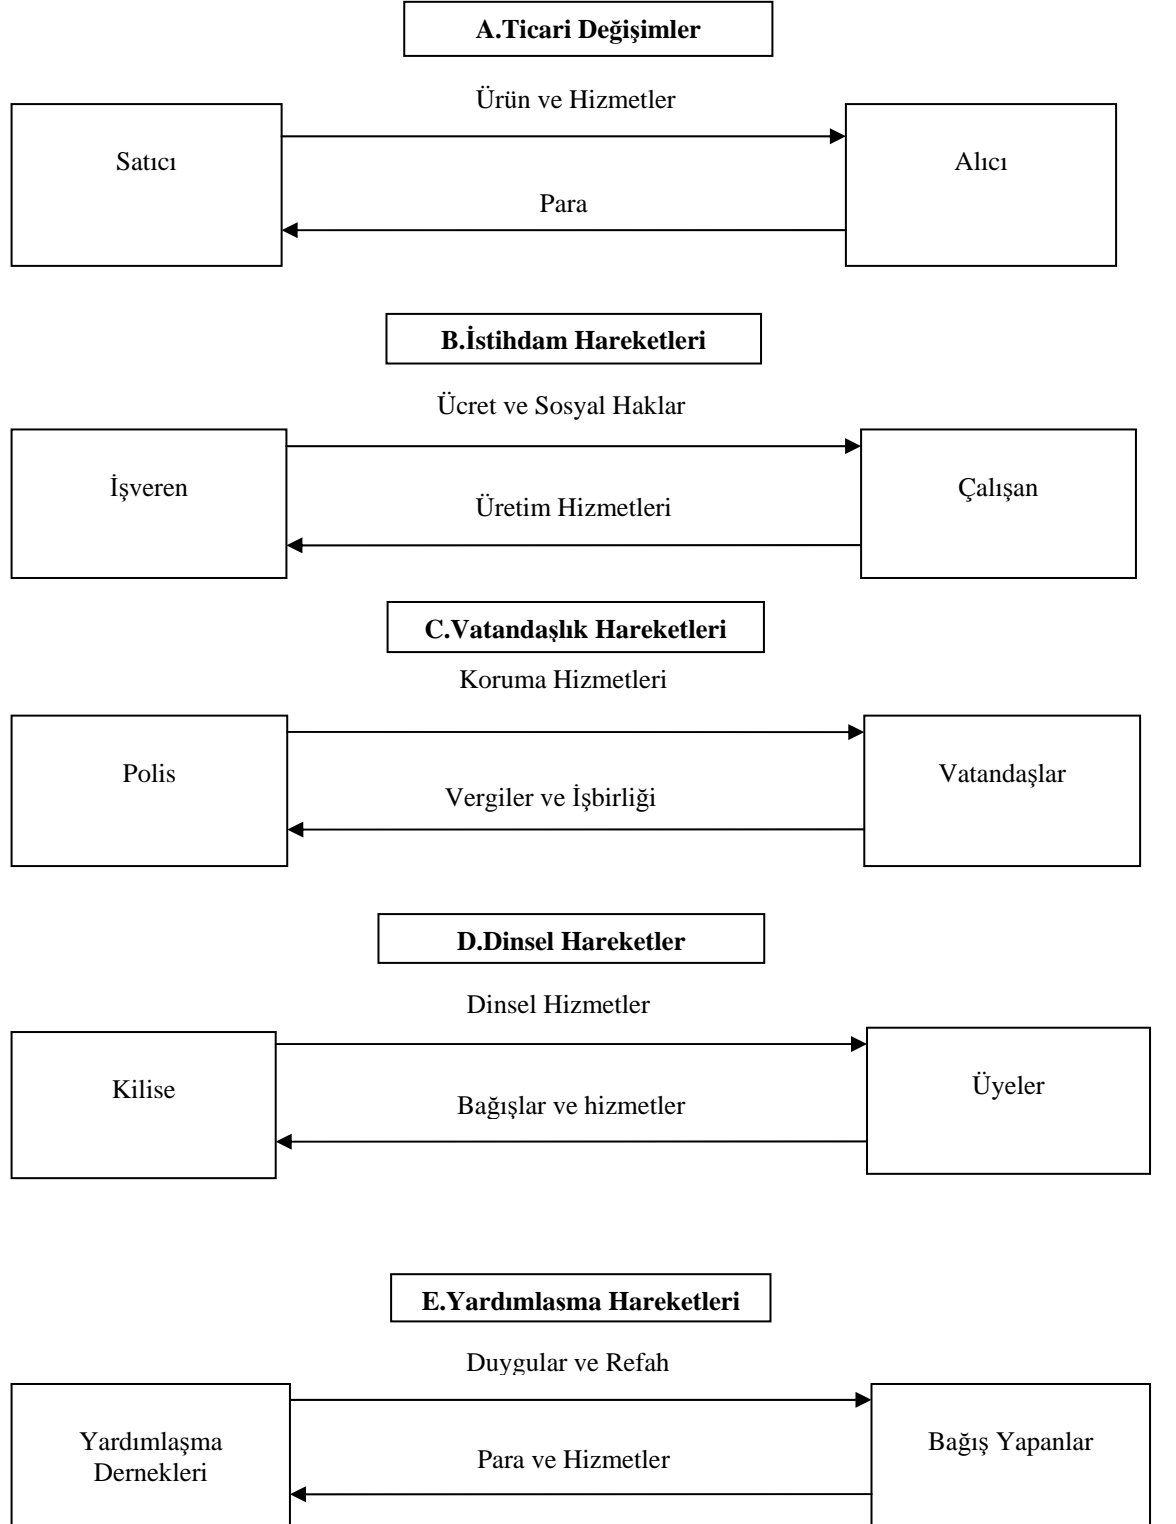 A.Ticari Değişimler
Ürün ve Hizmetler
Satıcı
Alıcı
Para
B.İstihdam Hareketleri
Ücret ve Sosyal Haklar
İşveren
Çalışan
Üretim Hizmetleri
C.Vatandaşlık Hareketleri
Koruma Hizmetleri
Polis
Vatandaşlar
Vergiler ve İşbirliği
D.Dinsel Hareketler
Dinsel Hizmetler
Kilise
Üyeler
Bağışlar ve hizmetler
E.Yardımlasma Hareketleri
Duygular ve Refah
Yardımlaşma
Dernekleri
Bağış Yapanlar
Para ve Hizmetler